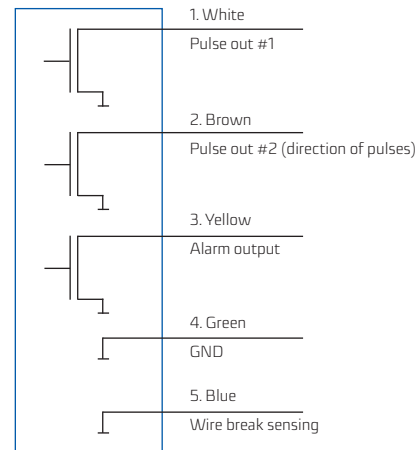 1. White
Pulse out #1
2. Brown
Pulse out #2 (direction of pulses)
3. Yellow
Alarm output
4. Green
GND
5. Blue
Wire break sensing